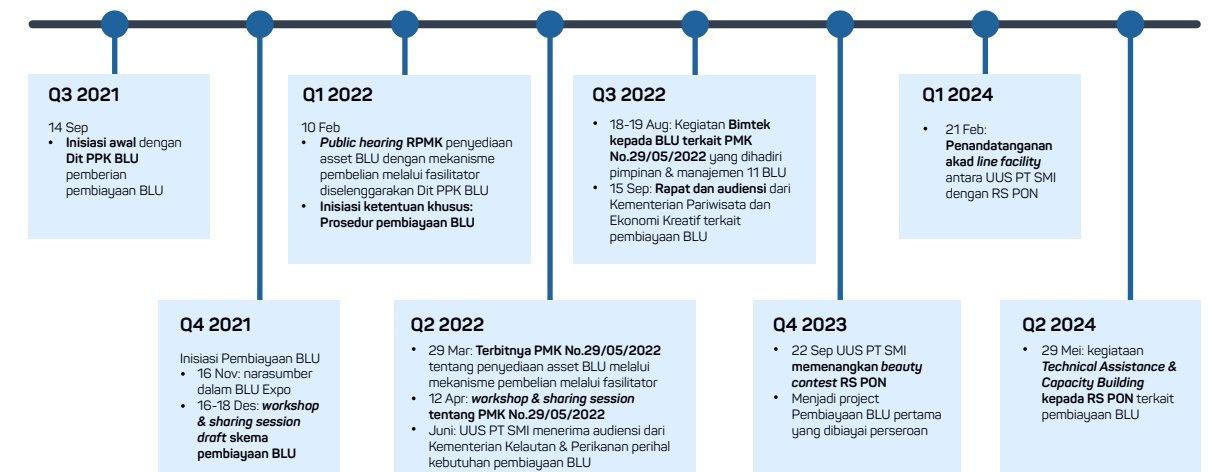 Q3 2021
14 Sep
• Inisiasi awal dengan
Dit PPK BLU
pemberian
pembiayaan BLU
Q4 2021
Inisiasi Pembiayaan BLU
• 16 Nov: narasumber
dalam BLU Expo
• 16-18 Des: workshop
& sharing session
draft skema
pembiayaan BLU
Q1 2022
10 Feb
• Public hearing RPMK penyediaan
asset BLU dengan mekanisme
pembelian melalui fasilitator
diselenggarakan Dit PPK BLU
• Inisiasi ketentuan khusus:
Prosedur pembiayaan BLU
Q2 2022
• 29 Mar: Terbitnya PMK No.29/05/2022
tentang penyediaan asset BLU melalui
mekanisme pembelian melalui fasilitator
• 12 Apr: workshop & sharing session
tentang PMK No.29/05/2022
• Juni: UUS PT SMI menerima audiensi dari
Kementerian Kelautan & Perikanan perihal
kebutuhan pembiayaan BLU
Q3 2022
• 18-19 Aug: Kegiatan Bimtek
kepada BLU terkait PMK
No.29/05/2022 yang dihadiri
pimpinan & manajemen 11 BLU
• 15 Sep: Rapat dan audiensi dari
Kementerian Pariwisata dan
Ekonomi Kreatif terkait
pembiayaan BLU
Q4 2023
• 22 Sep UUS PT SMI
memenangkan beauty
contest RS PON
• Menjadi project
Pembiayaan BLU pertama
yang dibiayai perseroan
Q1 2024
• 21 Feb:
Penandatanganan
akad line facility
antara UUS PT SMI
dengan RS PON
Q2 2024
• 29 Mei: kegiataan
Technical Assistance &
Capacity Building
kepada RS PON terkait
pembiayaan BLU